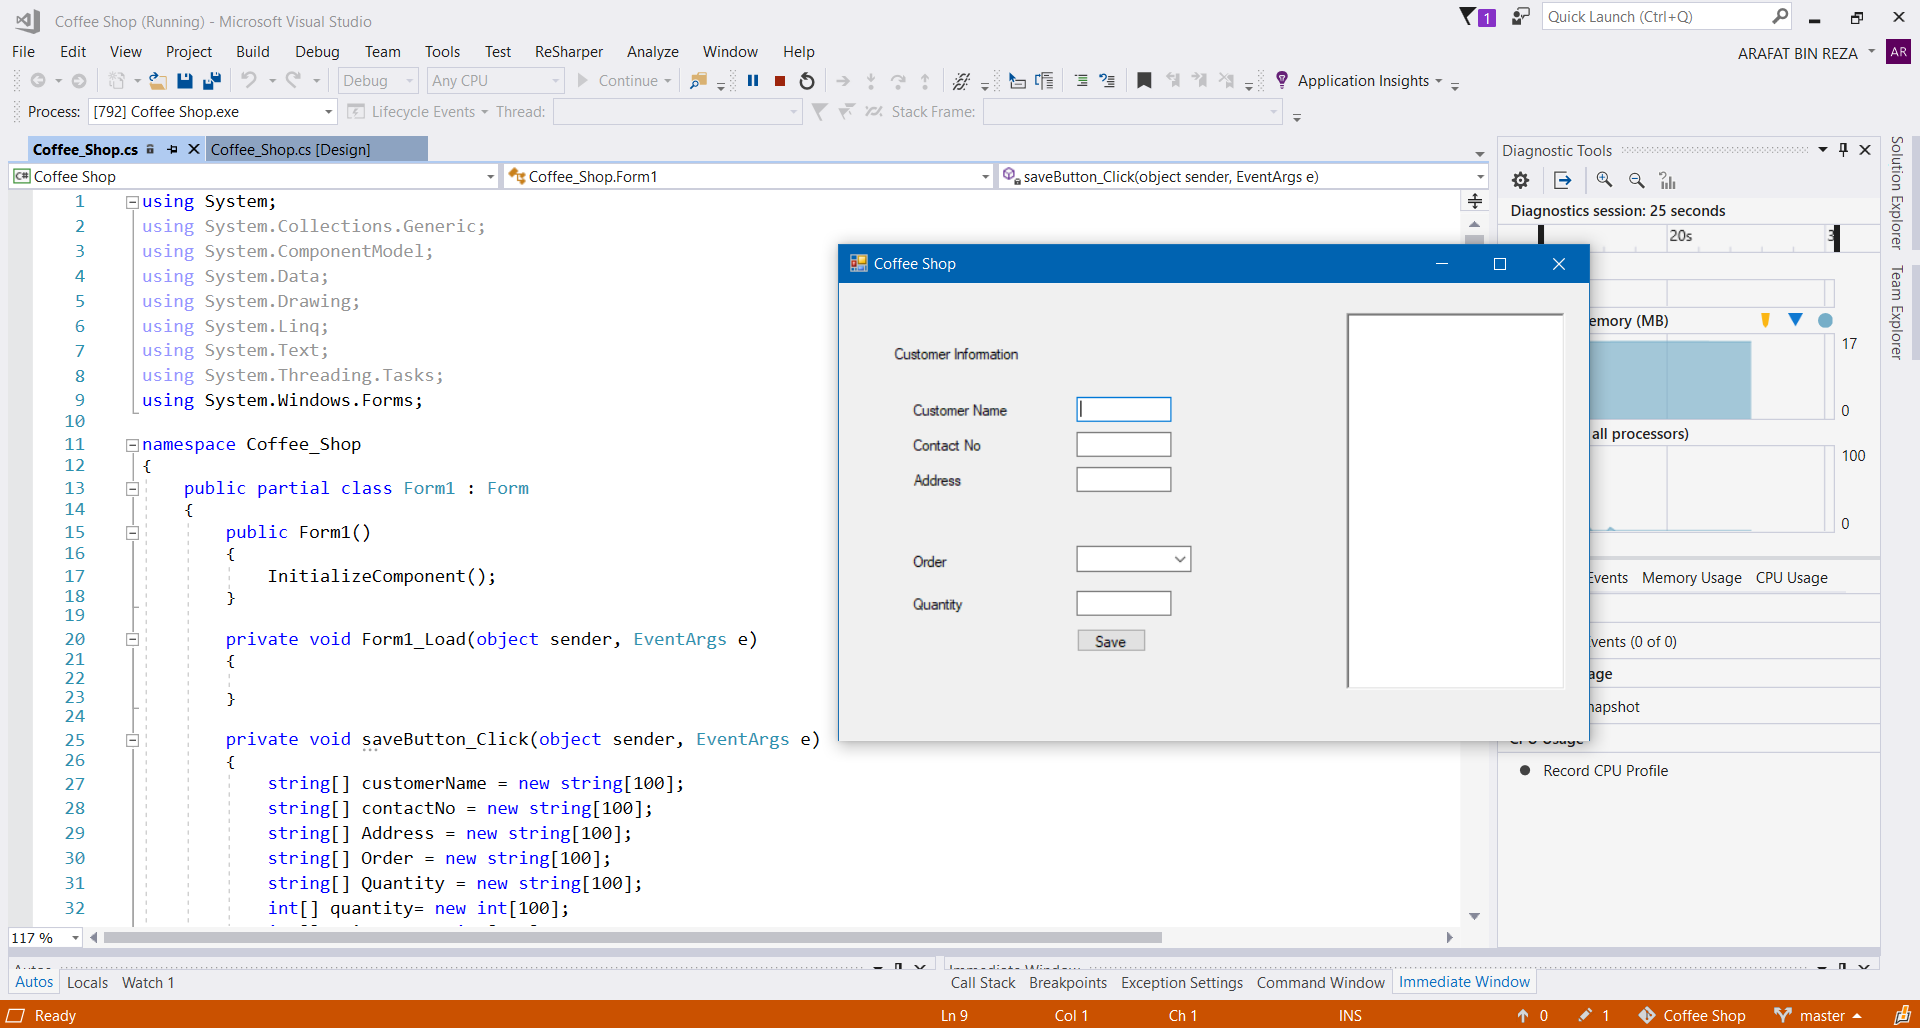 Coffee Shop (Running) - Microsoft Visual Studio
1
Quick Launch (Ctrl+Q)
File Edit View Project Build Debug Team Tools Test ReSharper Analyze Window Help
ARAFAT BIN REZA AR
Debug Any CPU Continue Application Insights
Process: [792] Coffee Shop.exe Lifecycle Events Thread: Stack Frame:
Coffee_Shop.cs Coffee_Shop.cs [Design]
C# Coffee Shop Coffee_Shop.Form1 saveButton_Click(object sender, EventArgs e)
1 using System;
2 using System.Collections.Generic;
3 using System.ComponentModel;
4 using System.Data;
5 using System.Drawing;
6 using System.Linq;
7 using System.Text;
8 using System.Threading.Tasks;
9 using System.Windows.Forms;
10
11 namespace Coffee_Shop
12 {
13 public partial class Form1 : Form
14 {
15 public Form1()
16 {
17 InitializeComponent();
18 }
19
20 private void Form1_Load(object sender, EventArgs e)
21 {
22
23 }
24
25 private void saveButton_Click(object sender, EventArgs e)
26 {
27 string[] customerName = new string[100];
28 string[] contactNo = new string[100];
29 string[] Address = new string[100];
30 string[] Order = new string[100];
31 string[] Quantity = new string[100];
32 int[] quantity= new int[100];
117 %
Coffee Shop
Customer Information
Customer Name
Contact No
Address
Order
Quantity
Save
Diagnostic Tools
Diagnostics session: 25 seconds
20s 3
emory (MB)
17
0
all processors)
100
0
Events Memory Usage CPU Usage
vents (0 of 0)
age
napshot
CPU Usage
Record CPU Profile
Solution Explorer
Team Explorer
Autos
Immediate Window
Autos Locals Watch 1
Call Stack Breakpoints Exception Settings Command Window Immediate Window
Ready Ln 9 Col 1 Ch 1 INS 0 1 Coffee Shop master